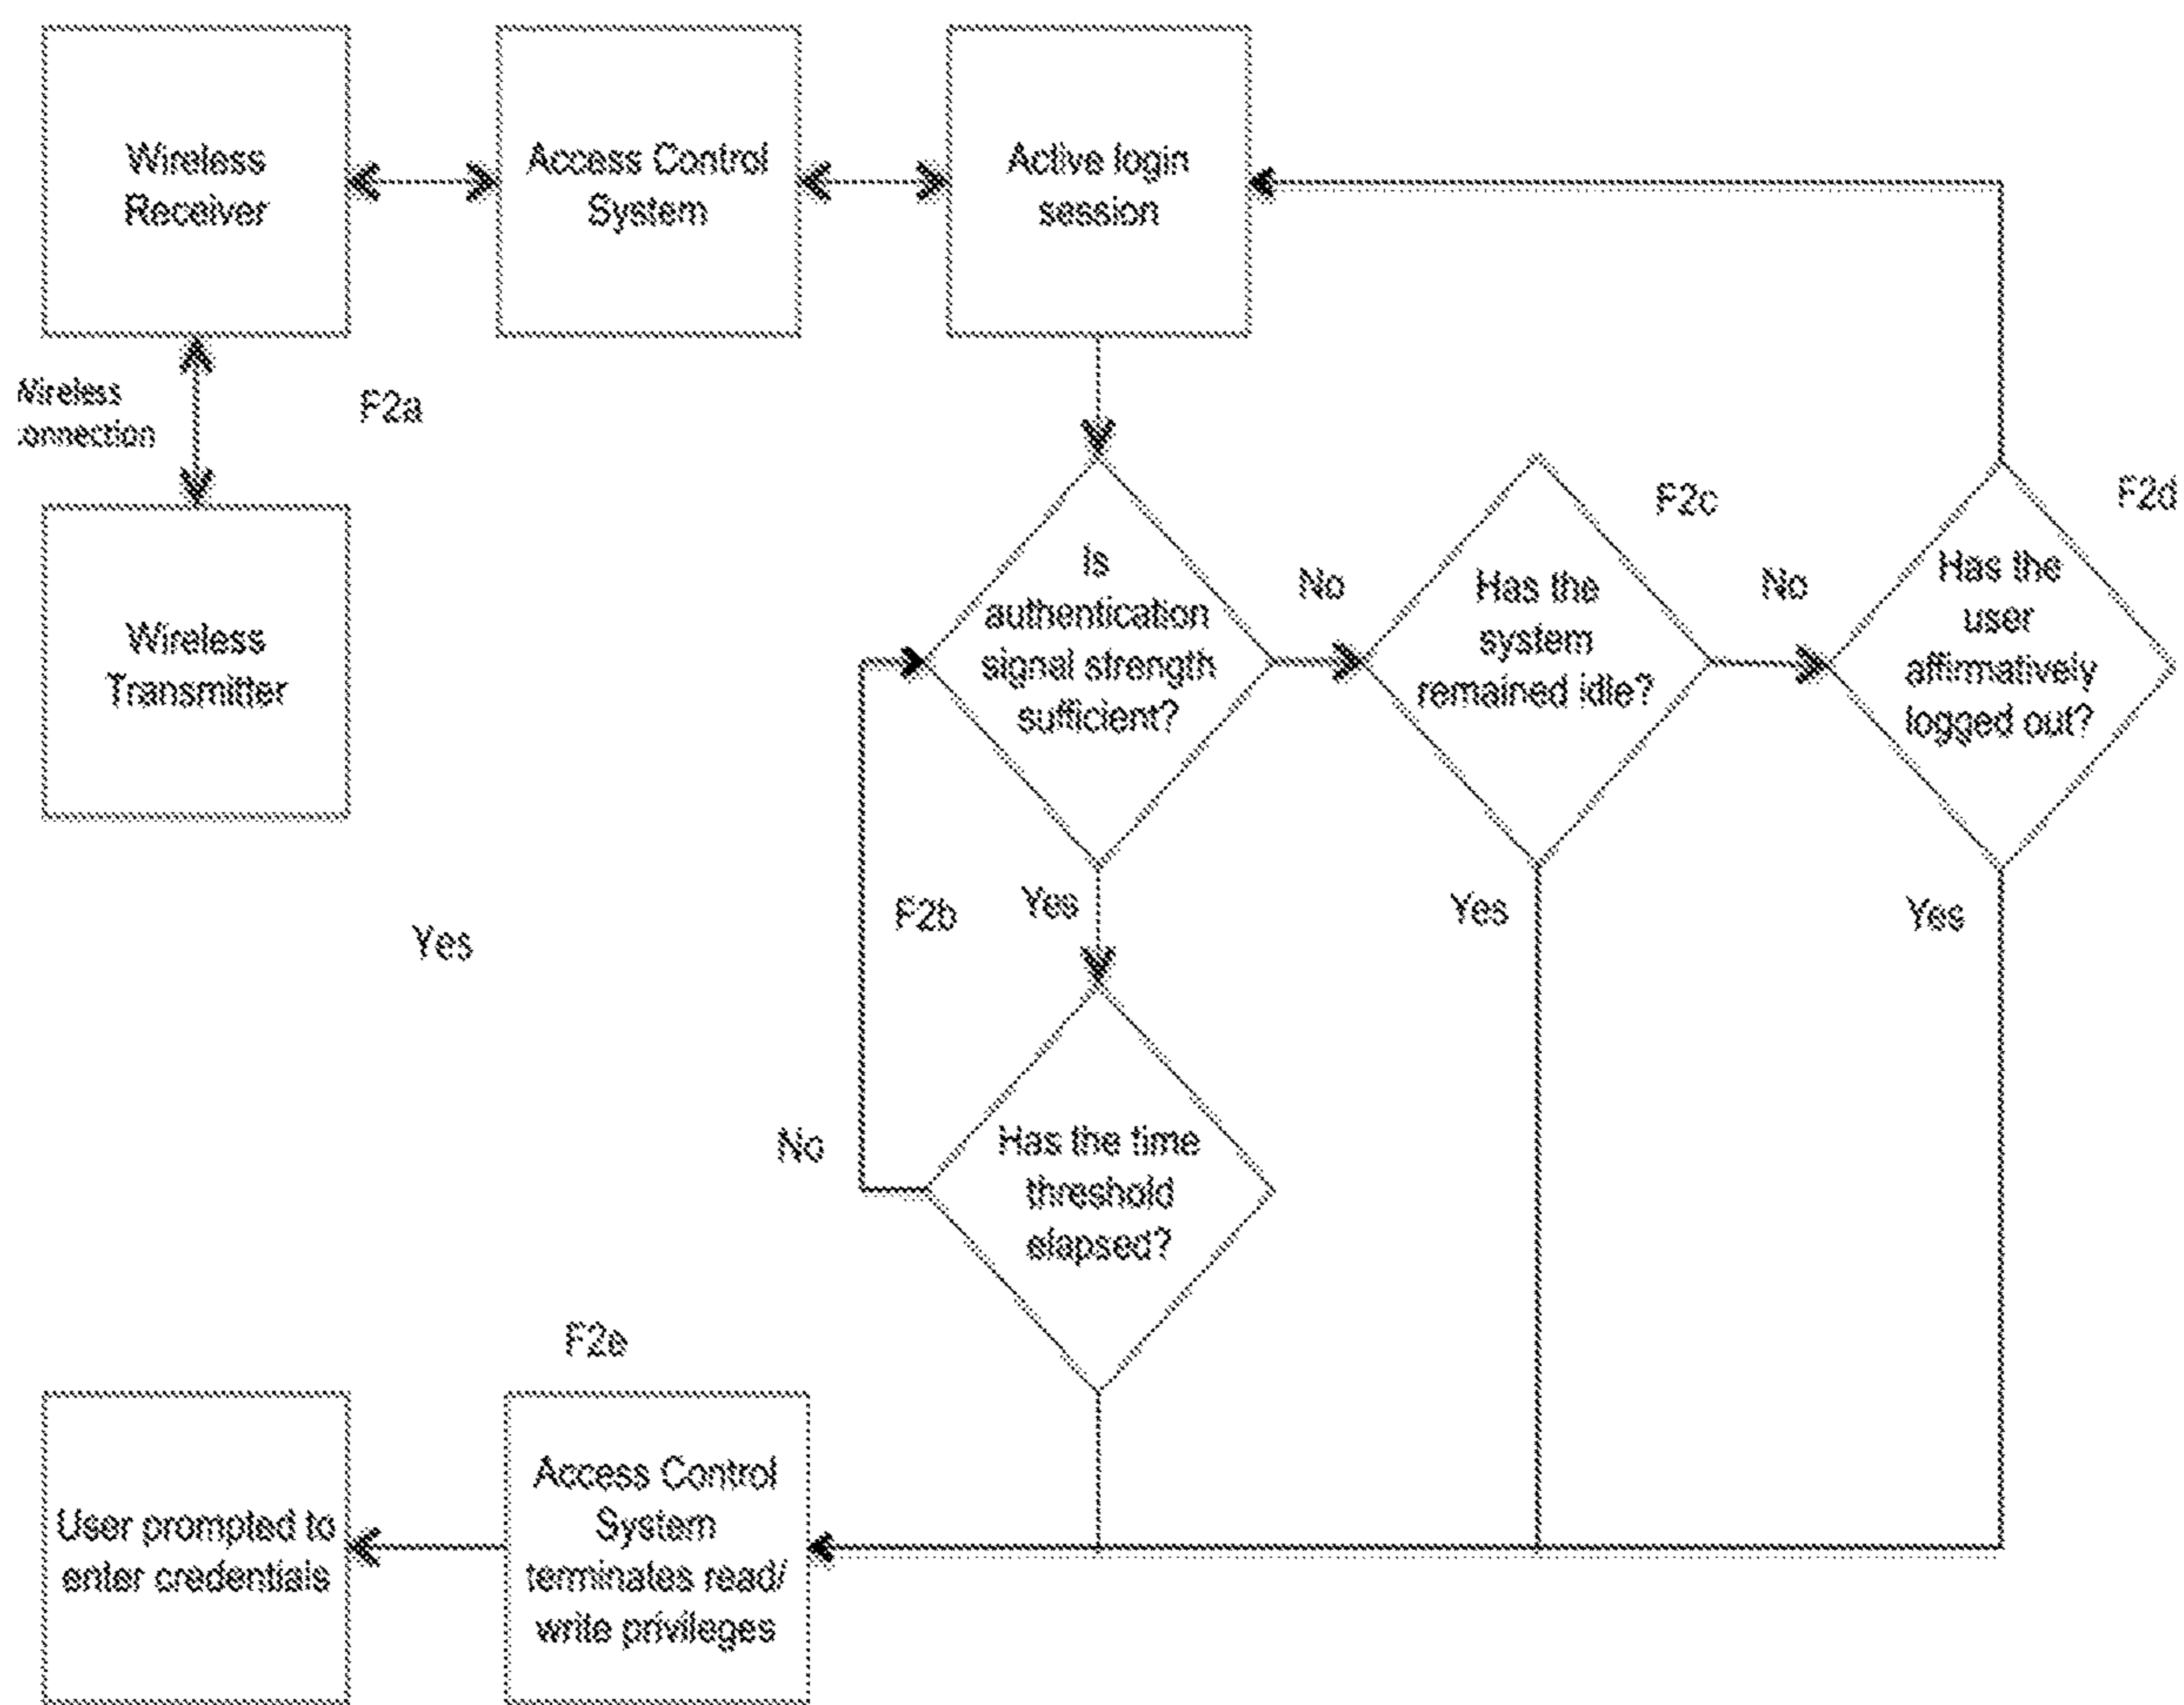 Wireless
Receiver
Access Control
System
Active login
session
Wireless
connection
F2a
Wireless
Transmitter
Is
authentication
signal strength
sufficient?
No
F2c
Has the
system
remained idle?
No
F2d
Has the
user
affirmatively
logged out?
Yes
F2b
Yes
Yes
Yes
No
Has the time
threshold
elapsed?
F2e
User prompted to
enter credentials
Access Control
System
terminates read/
write privileges